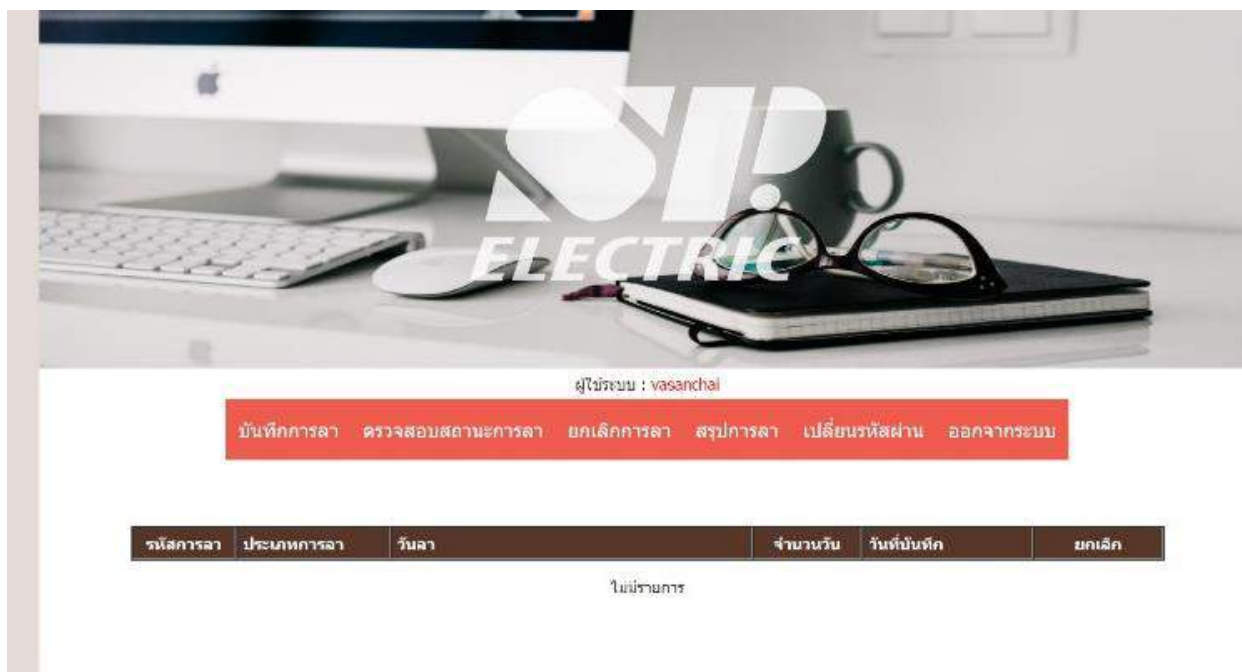 SP.
ELECTRIC
ผู้ใช้ระบบ : vasanchai
บันทึกการลา ตรวจสอบสถานะการลา ยกเลิกการลา สรุปการลา เปลี่ยนรหัสผ่าน ออกจากระบบ
รหัสการลา ประเภทการลา วันลา จำนวนวัน วันที่บันทึก ยกเลิก
ไม่มีรายการ